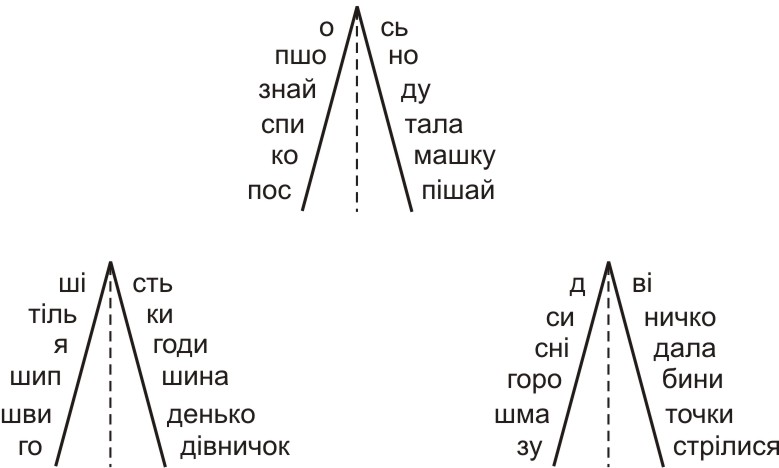 о сь
пшо но
знай ду
спи тала
ко машку
пос пішай
ші сть
тіль ки
я годи
шип шина
шви денько
го дівничок
д ві
си ничко
сні дала
горо бини
шма точки
зу стрілися